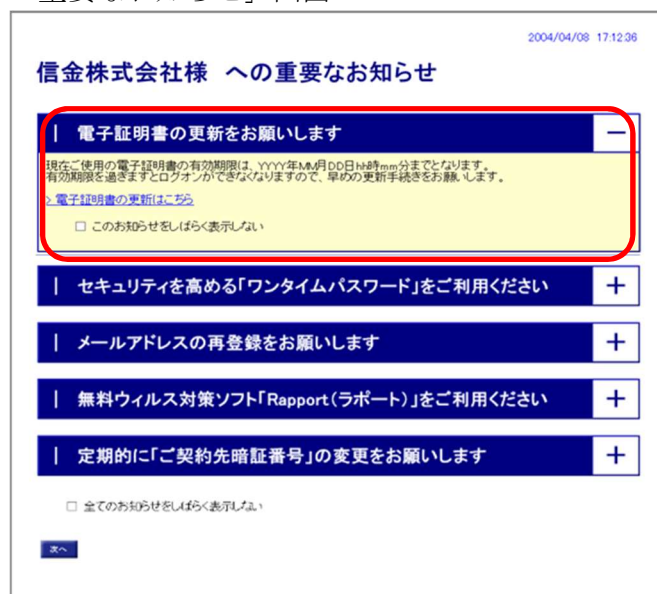 2004/04/08 17:12:36
信金株式会社様 への重要なお知らせ
| 電子証明書の更新をお願いします
現在ご使用の電子証明書の有効期限は、YYYY年MM月DD日hh時mm分までとなります。
有効期限を過ぎますとログオンができなくなりますので、早めの更新手続きをお願いします。
> 電子証明書の更新はこちら
このお知らせをしばらく表示しない
| セキュリティを高める「ワンタイムパスワード」をご利用ください
| メールアドレスの再登録をお願いします
| 無料ウィルス対策ソフト「Rapport(ラポート)」をご利用ください
| 定期的に「ご契約先暗証番号」の変更をお願いします
全てのお知らせをしばらく表示しない
次へ